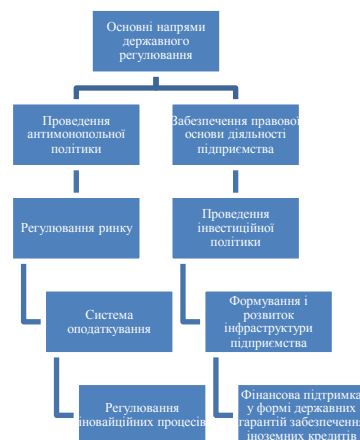 Основні напрями
державного
регулювання
Проведення
антимонопольної
політики
Забезпечення правової
основи діяльності
підприємства
Регулювання ринку
Проведення
інвестиційної
політики
Система
оподаткування
Формування і
розвиток
інфраструктури
підприємства
Регулювання
іновайційних процесів
Фінансова підтримка
у формі державних
гарантій забезпечення
іноземних кредитів